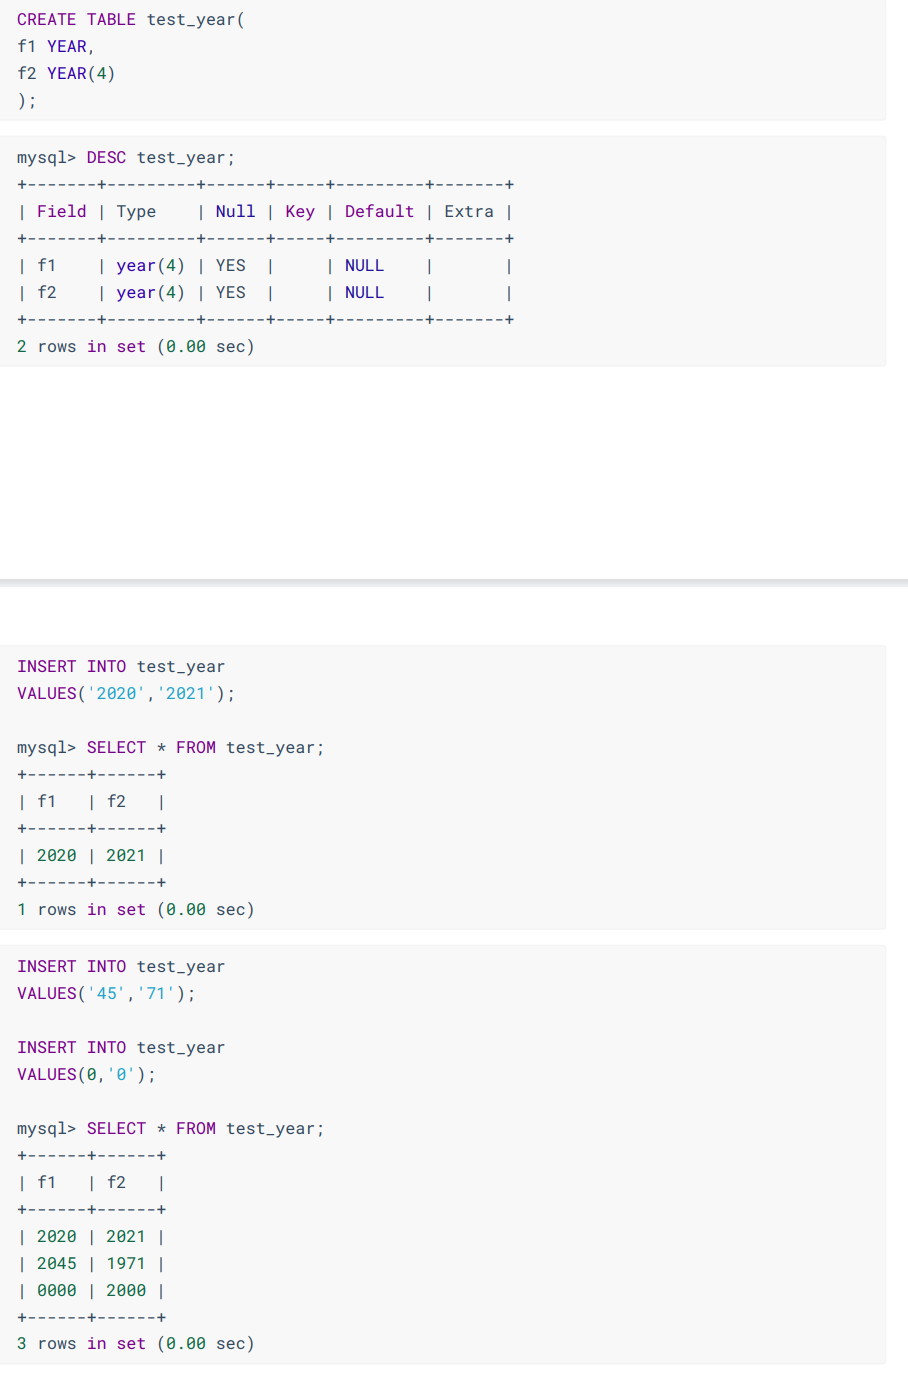 CREATE TABLE test_year(
f1 YEAR,
f2 YEAR(4)
);
mysql> DESC test_year;
+-------+---------+------+-----+---------+-------+
| Field | Type    | Null | Key | Default | Extra |
+-------+---------+------+-----+---------+-------+
| f1    | year(4) | YES  |     | NULL    |       |
| f2    | year(4) | YES  |     | NULL    |       |
+-------+---------+------+-----+---------+-------+
2 rows in set (0.00 sec)
INSERT INTO test_year
VALUES('2020','2021');
mysql> SELECT * FROM test_year;
+------+------+
| f1   | f2   |
+------+------+
| 2020 | 2021 |
+------+------+
1 rows in set (0.00 sec)
INSERT INTO test_year
VALUES('45','71');
INSERT INTO test_year
VALUES(0,'0');
mysql> SELECT * FROM test_year;
+------+------+
| f1   | f2   |
+------+------+
| 2020 | 2021 |
| 2045 | 1971 |
| 0000 | 2000 |
+------+------+
3 rows in set (0.00 sec)